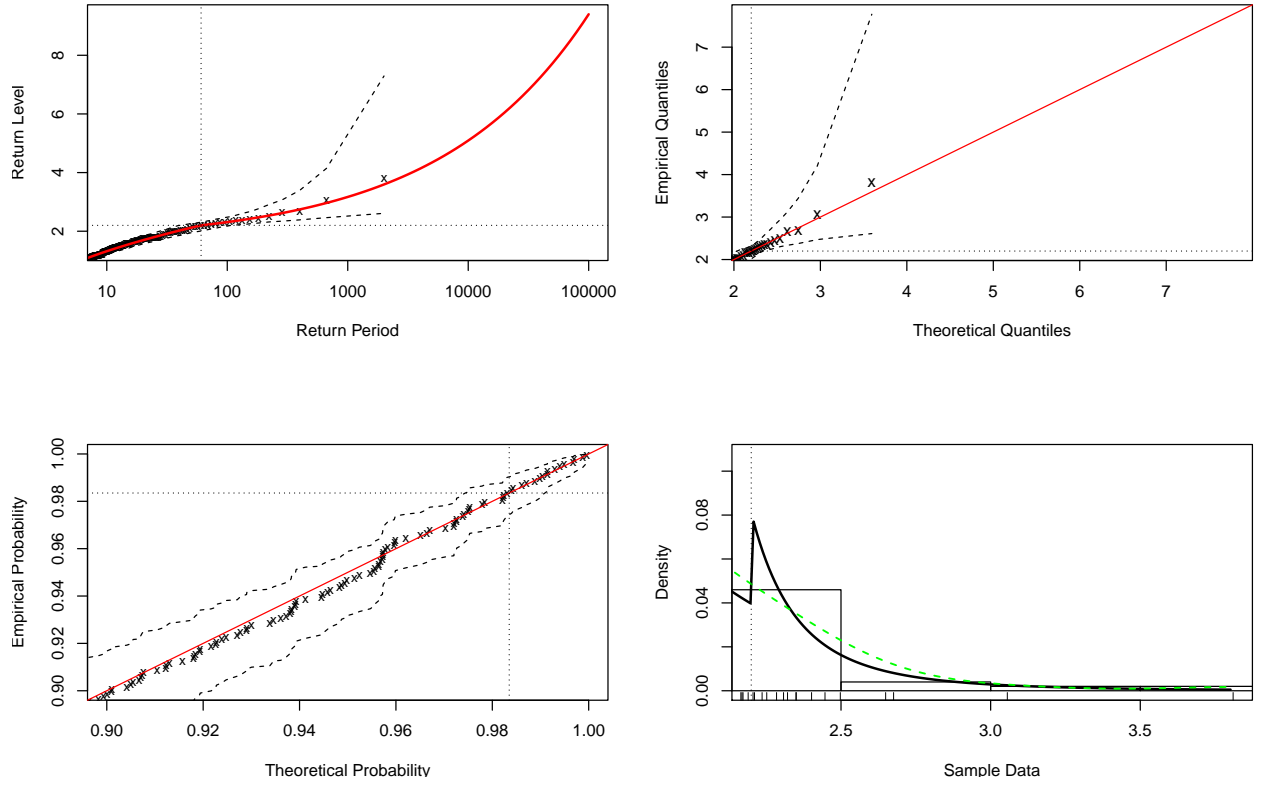 Return Level
8
6
4
2
10 100 1000 10000 100000
Return Period
Empirical Quantiles
7
6
5
4
3
2
2 3 4 5 6 7
Theoretical Quantiles
Empirical Probability
1.00
0.98
0.96
0.94
0.92
0.90
0.90 0.92 0.94 0.96 0.98 1.00
Theoretical Probability
Density
0.08
0.04
0.00
2.5 3.0 3.5
Sample Data